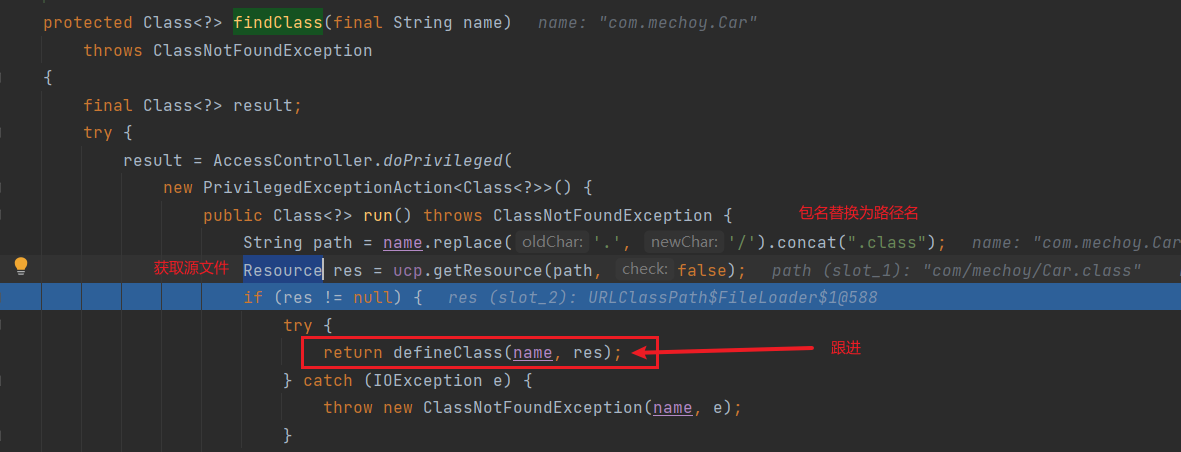 protected Class<?> findClass(final String name) name: "com.mechoy.Car"
throws ClassNotFoundException
{
final Class<?> result;
try {
result = AccessController.doPrivileged(
new PrivilegedExceptionAction<Class<?>>() {
public Class<?> run() throws ClassNotFoundException { 包名替换为路径名
String path = name.replace( oldChar: '.', newChar: '/').concat(".class"); name: "com.mechoy.Car
获取源文件 Resource res = ucp.getResource(path, check: false); path (slot_1): "com/mechoy/Car.class"
if (res != null) { res (slot_2): URLClassPath$FileLoader$1@588
try {
return defineClass(name, res); 跟进
} catch (IOException e) {
throw new ClassNotFoundException(name, e);
}